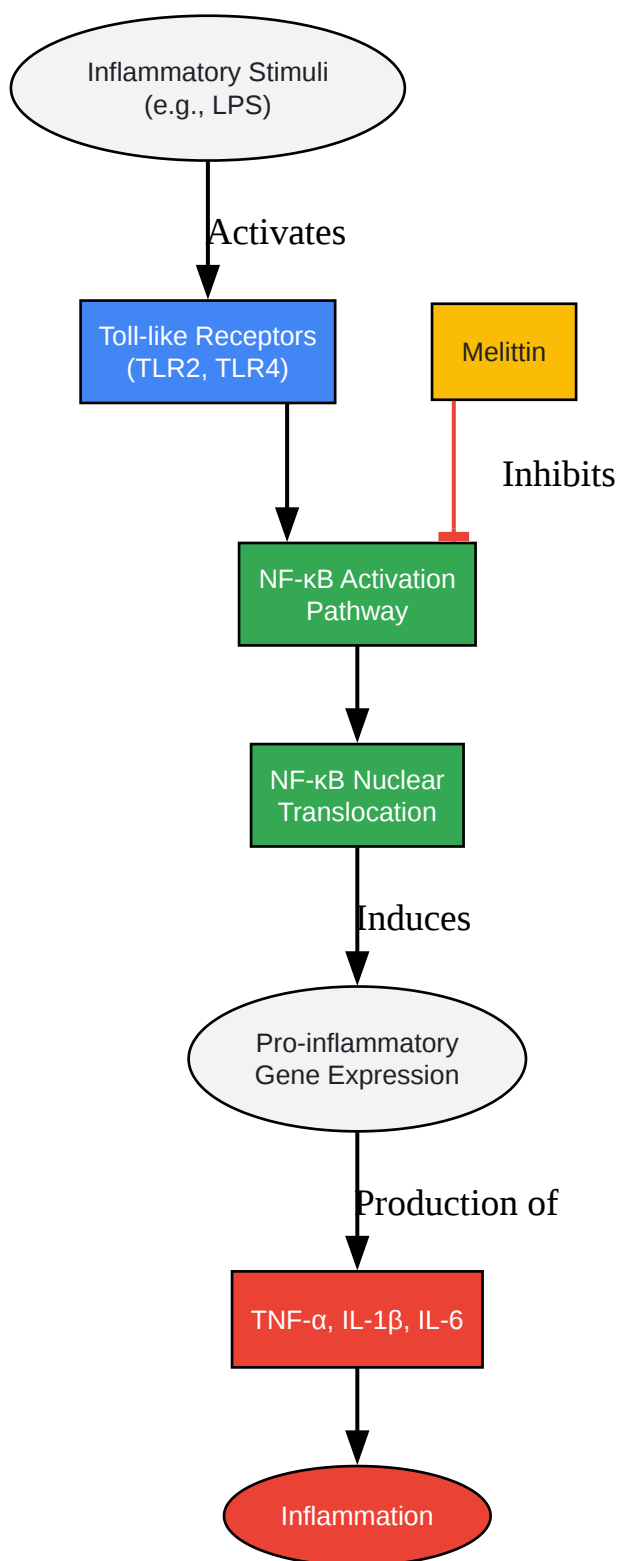 Inflammatory Stimuli
(e.g., LPS)
Activates
Toll-like Receptors
(TLR2, TLR4)
Melittin
Inhibits
NF-κB Activation
Pathway
NF-κB Nuclear
Translocation
Induces
Pro-inflammatory
Gene Expression
Production of
TNF-α, IL-1β, IL-6
Inflammation